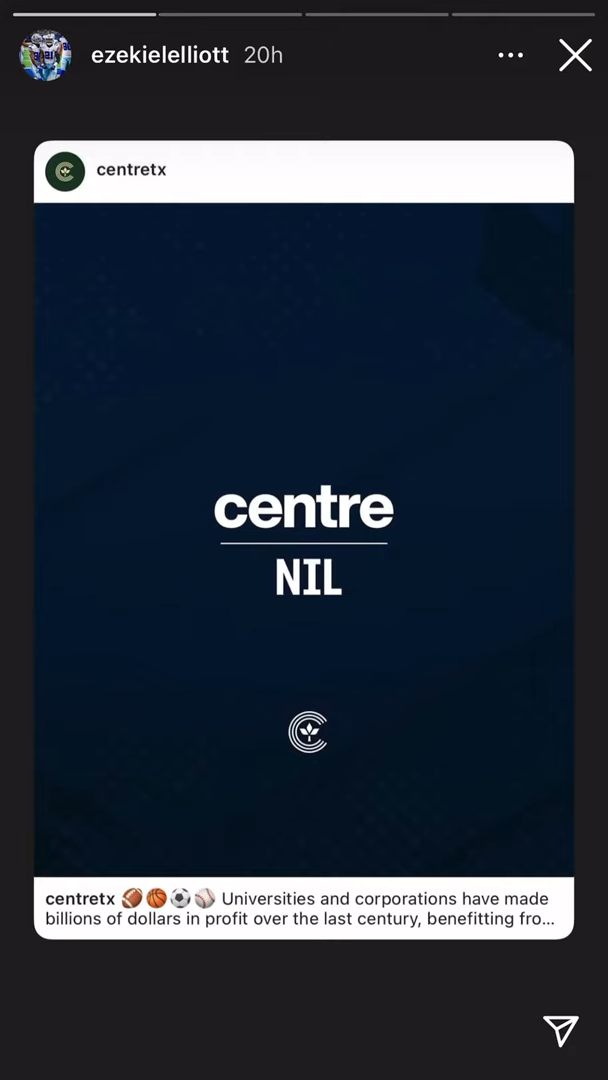 ezekielelliott 20h
centretx
centre
NIL
centretx 🏈🏀⚽⚾ Universities and corporations have made
billions of dollars in profit over the last century, benefitting fro...